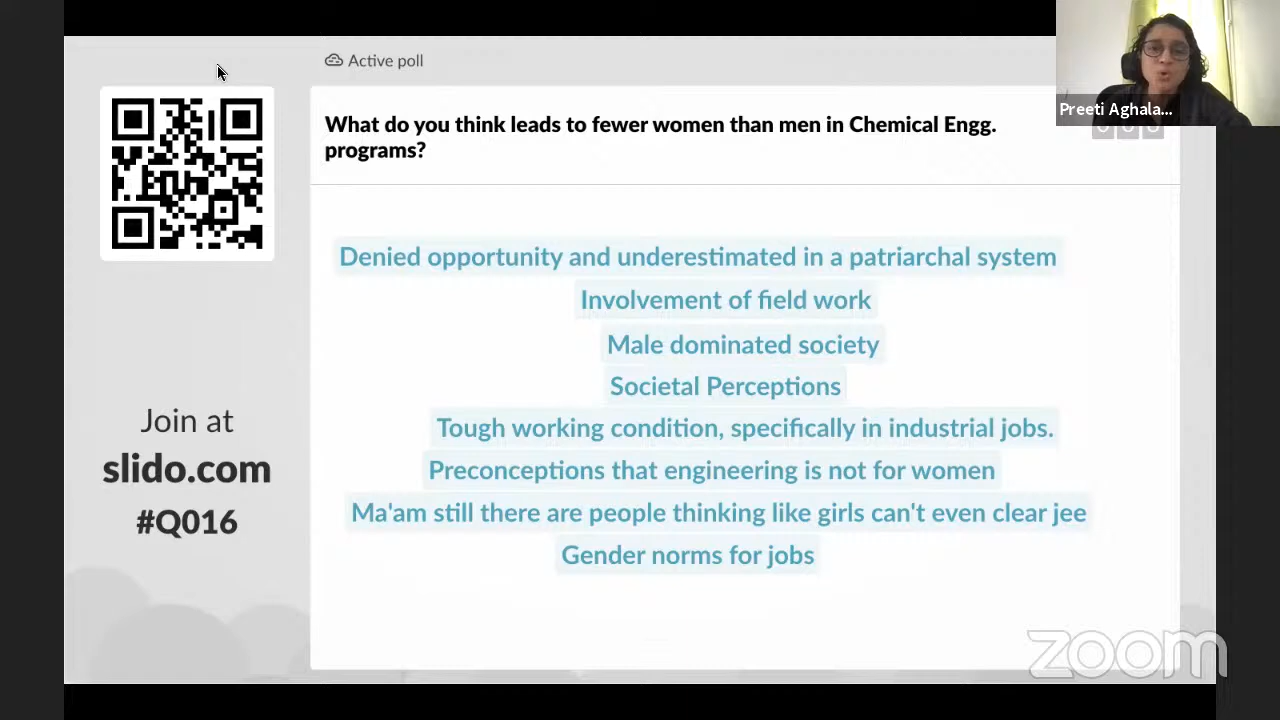 Active poll
Preeti Aghala...
What do you think leads to fewer women than men in Chemical Engg.
programs?
Denied opportunity and underestimated in a patriarchal system
Involvement of field work
Male dominated society
Societal Perceptions
Tough working condition, specifically in industrial jobs.
Preconceptions that engineering is not for women
Ma'am still there are people thinking like girls can't even clear jee
Gender norms for jobs
Join at
slido.com
#Q016
zoom